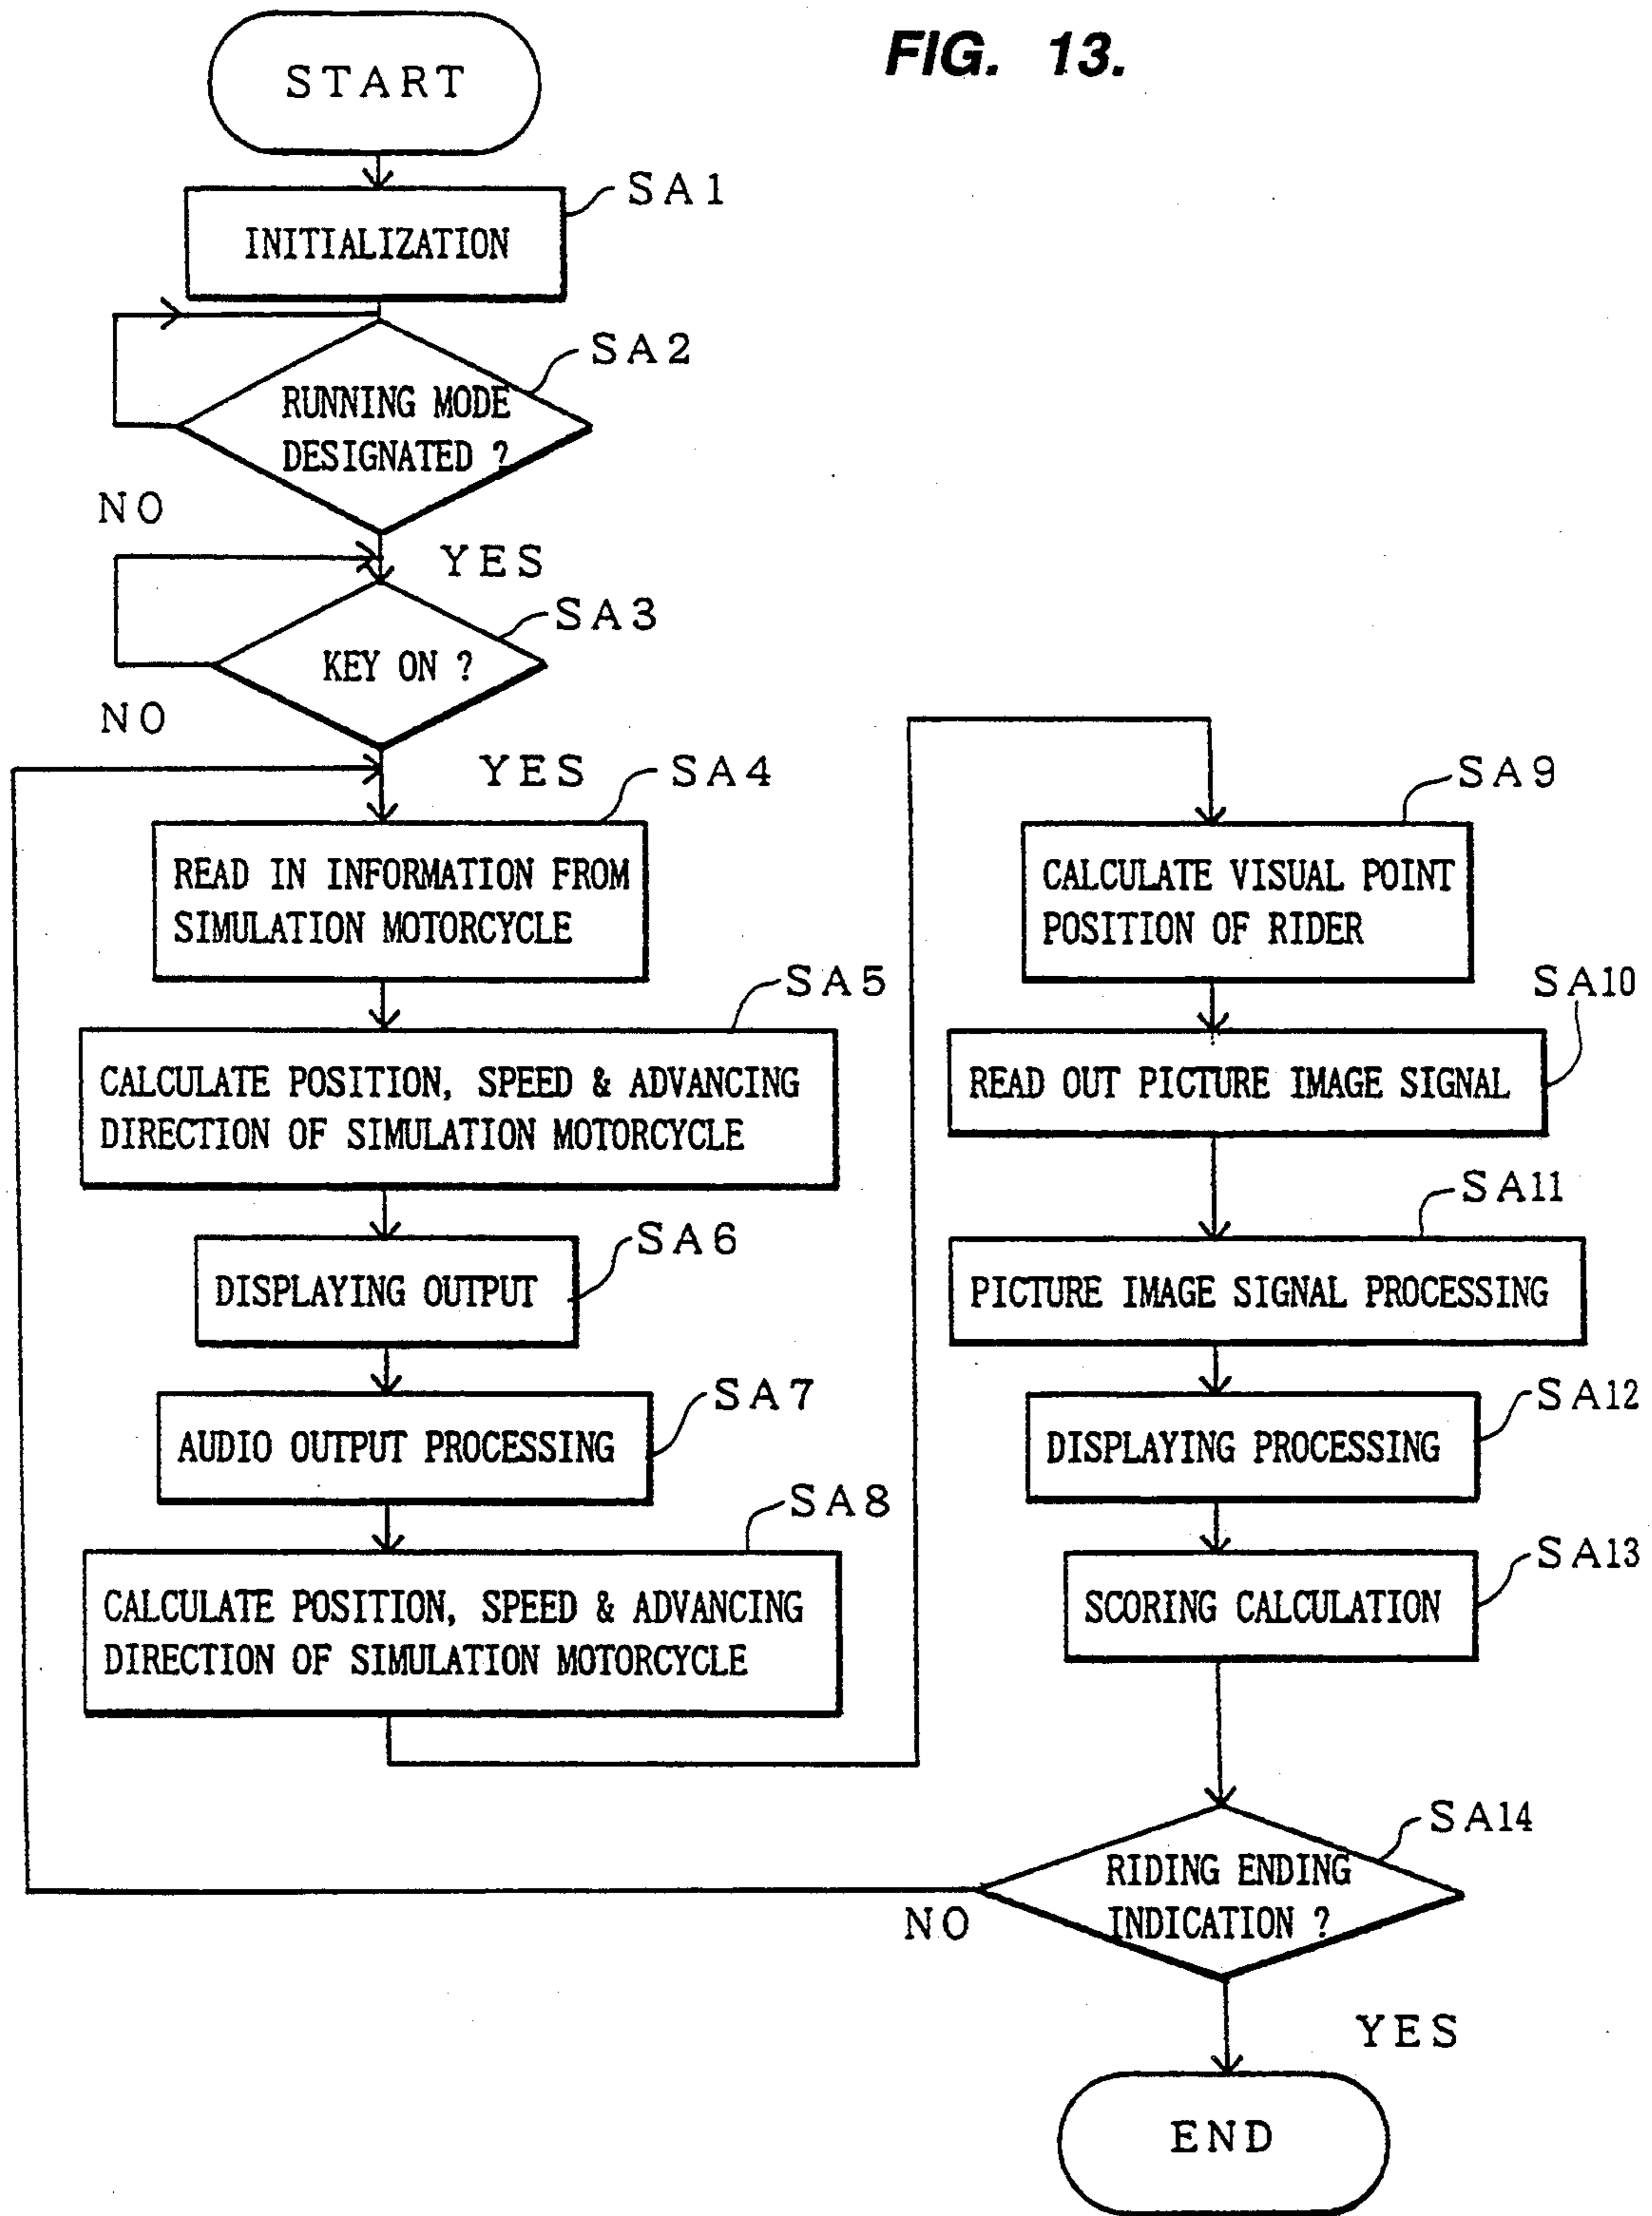 FIG. 13.
START
SA1
INITIALIZATION
SA2
RUNNING MODE
DESIGNATED ?
NO
YES
SA3
KEY ON ?
NO
YES
SA4
READ IN INFORMATION FROM
SIMULATION MOTORCYCLE
SA5
CALCULATE POSITION, SPEED & ADVANCING
DIRECTION OF SIMULATION MOTORCYCLE
SA6
DISPLAYING OUTPUT
SA7
AUDIO OUTPUT PROCESSING
SA8
CALCULATE POSITION, SPEED & ADVANCING
DIRECTION OF SIMULATION MOTORCYCLE
SA9
CALCULATE VISUAL POINT
POSITION OF RIDER
SA10
READ OUT PICTURE IMAGE SIGNAL
SA11
PICTURE IMAGE SIGNAL PROCESSING
SA12
DISPLAYING PROCESSING
SA13
SCORING CALCULATION
SA14
RIDING ENDING
INDICATION ?
NO
YES
END